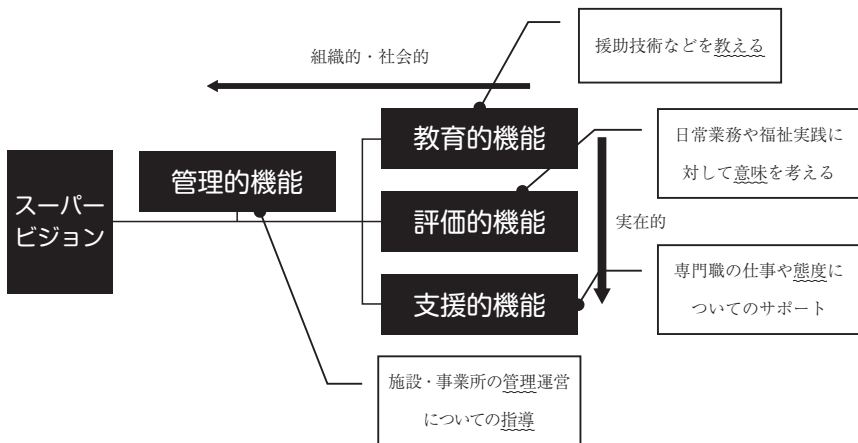 援助技術などを教える
組織的・社会的
教育的機能
日常業務や福祉実践に
対して意味を考える
管理的機能
スーパー
ビジョン
評価的機能
実在的
専門職の仕事や態度に
ついてのサポート
支援的機能
施設・事業所の管理運営
についての指導